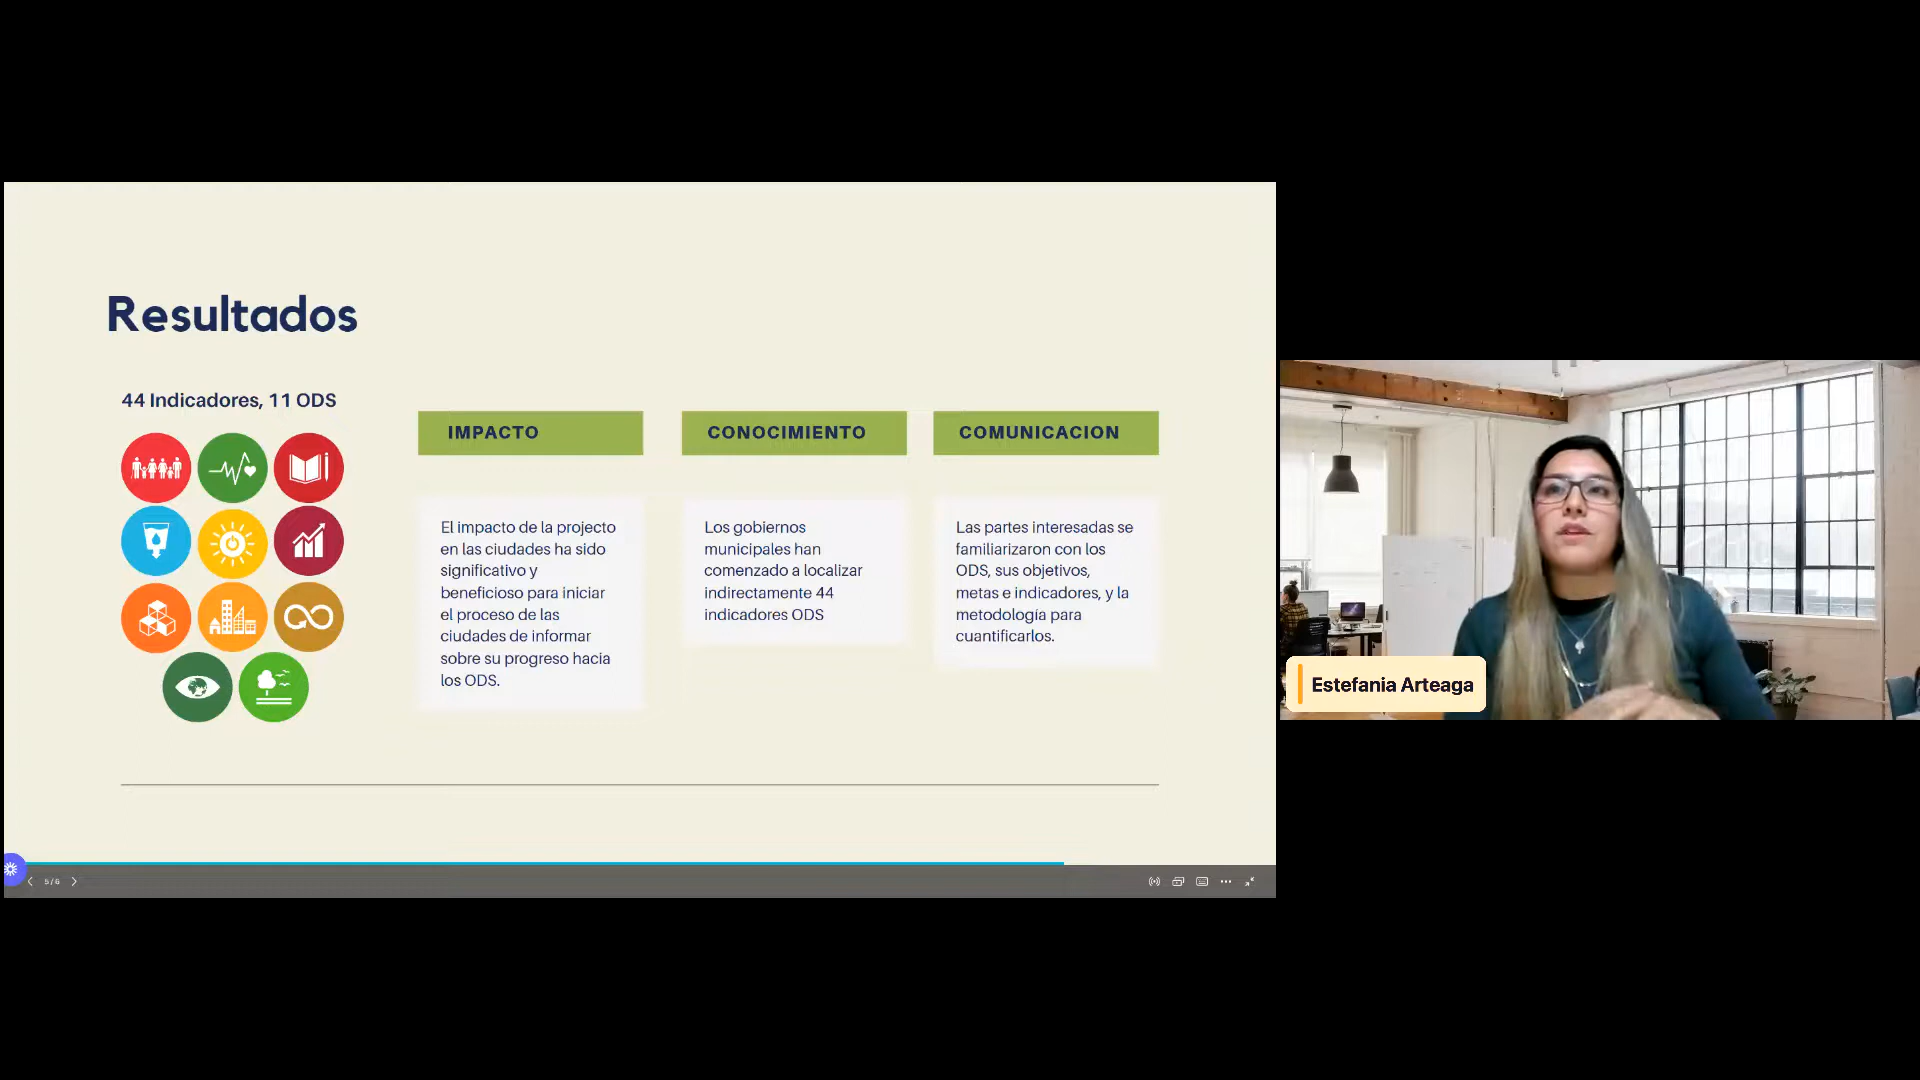 Resultados
44 Indicadores, 11 ODS
IMPACTO
El impacto de la projecto
en las ciudades ha sido
significativo y
beneficioso para iniciar
el proceso de las
ciudades de informar
sobre su progreso hacia
los ODS.
CONOCIMIENTO
Los gobiernos
municipales han
comenzado a localizar
indirectamente 44
indicadores ODS
COMUNICACION
Las partes interesadas se
familiarizaron con los
ODS, sus objetivos,
metas e indicadores, y la
metodología para
cuantificarlos.
5/6
Estefania Arteaga